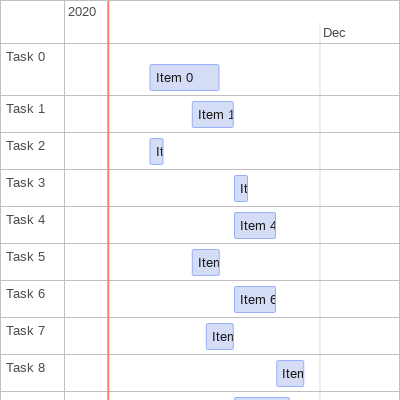 2020
Dec
Task 0
Item 0
Task 1
Item 1
Task 2
It
Task 3
It
Task 4
Item 4
Task 5
Iten
Task 6
Item 6
Task 7
Iten
Task 8
Iten